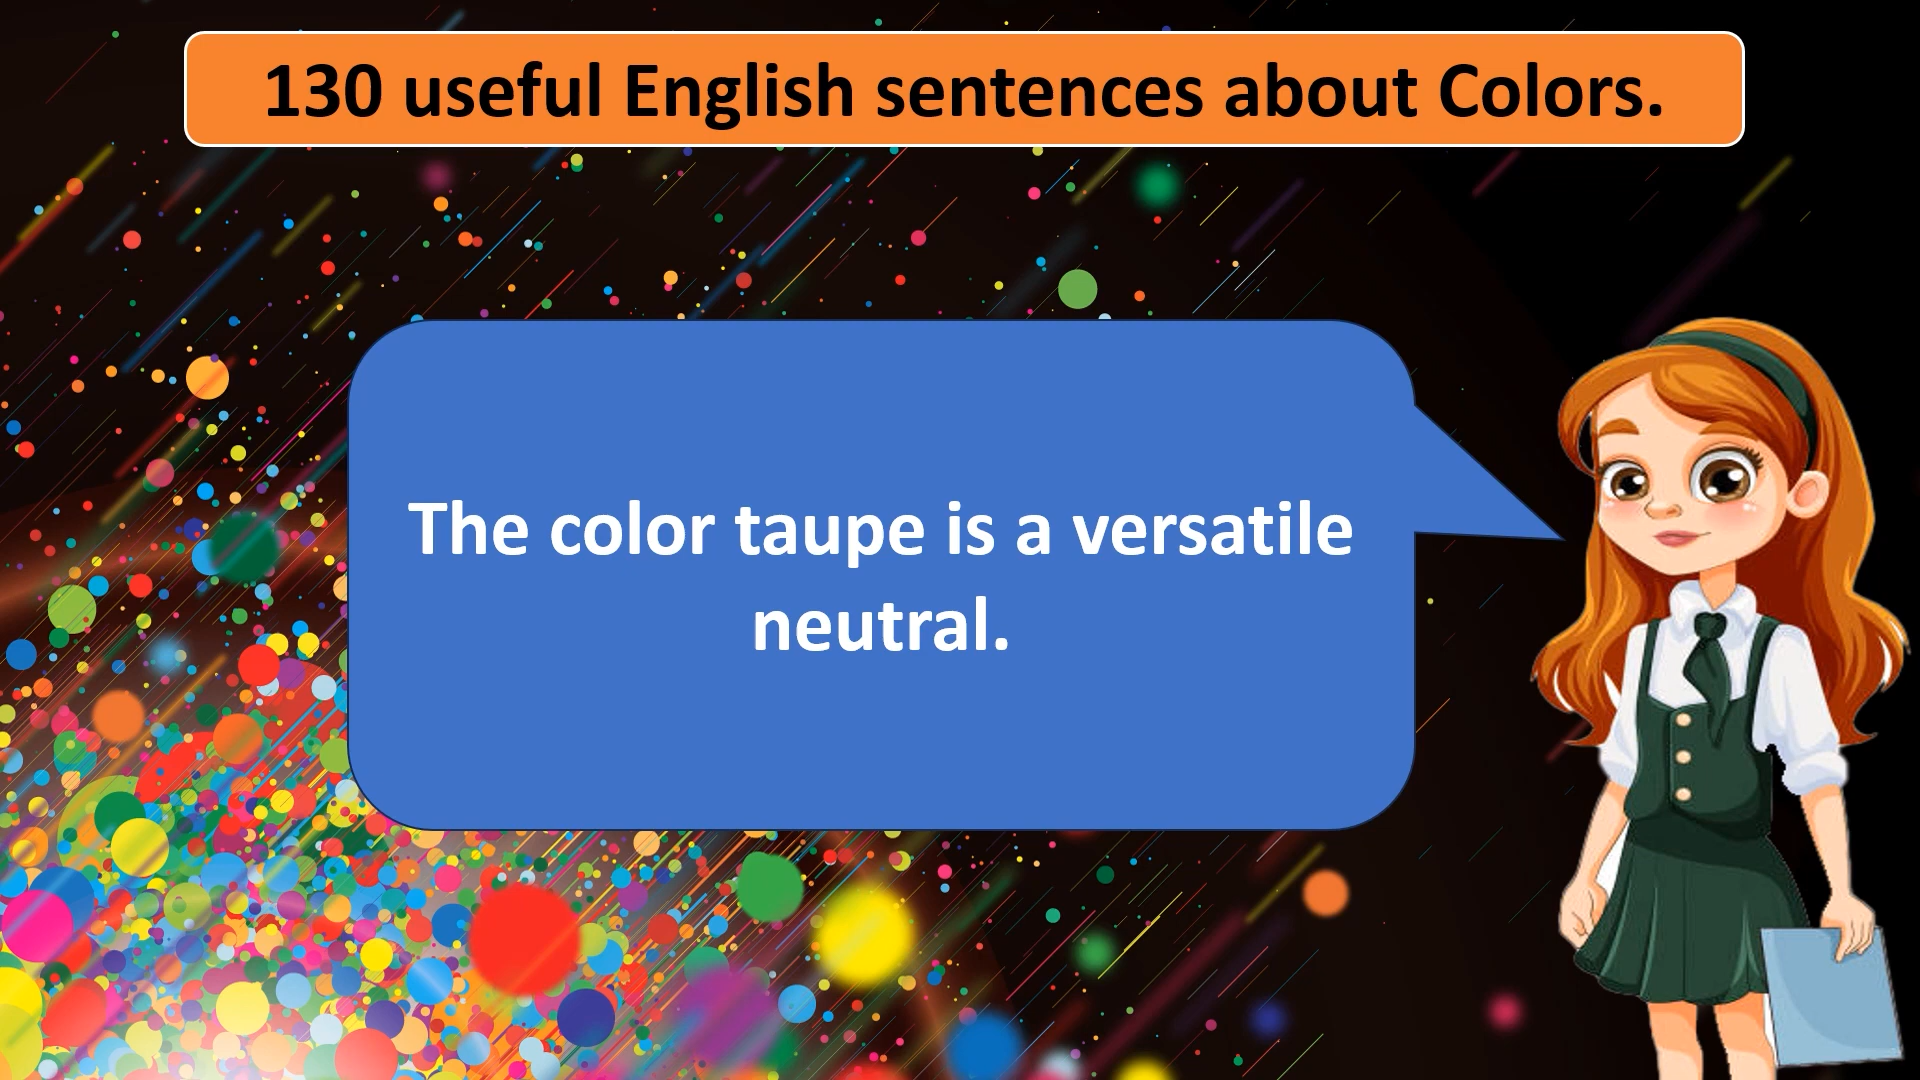 130 useful English sentences about Colors.
The color taupe is a versatile
neutral.